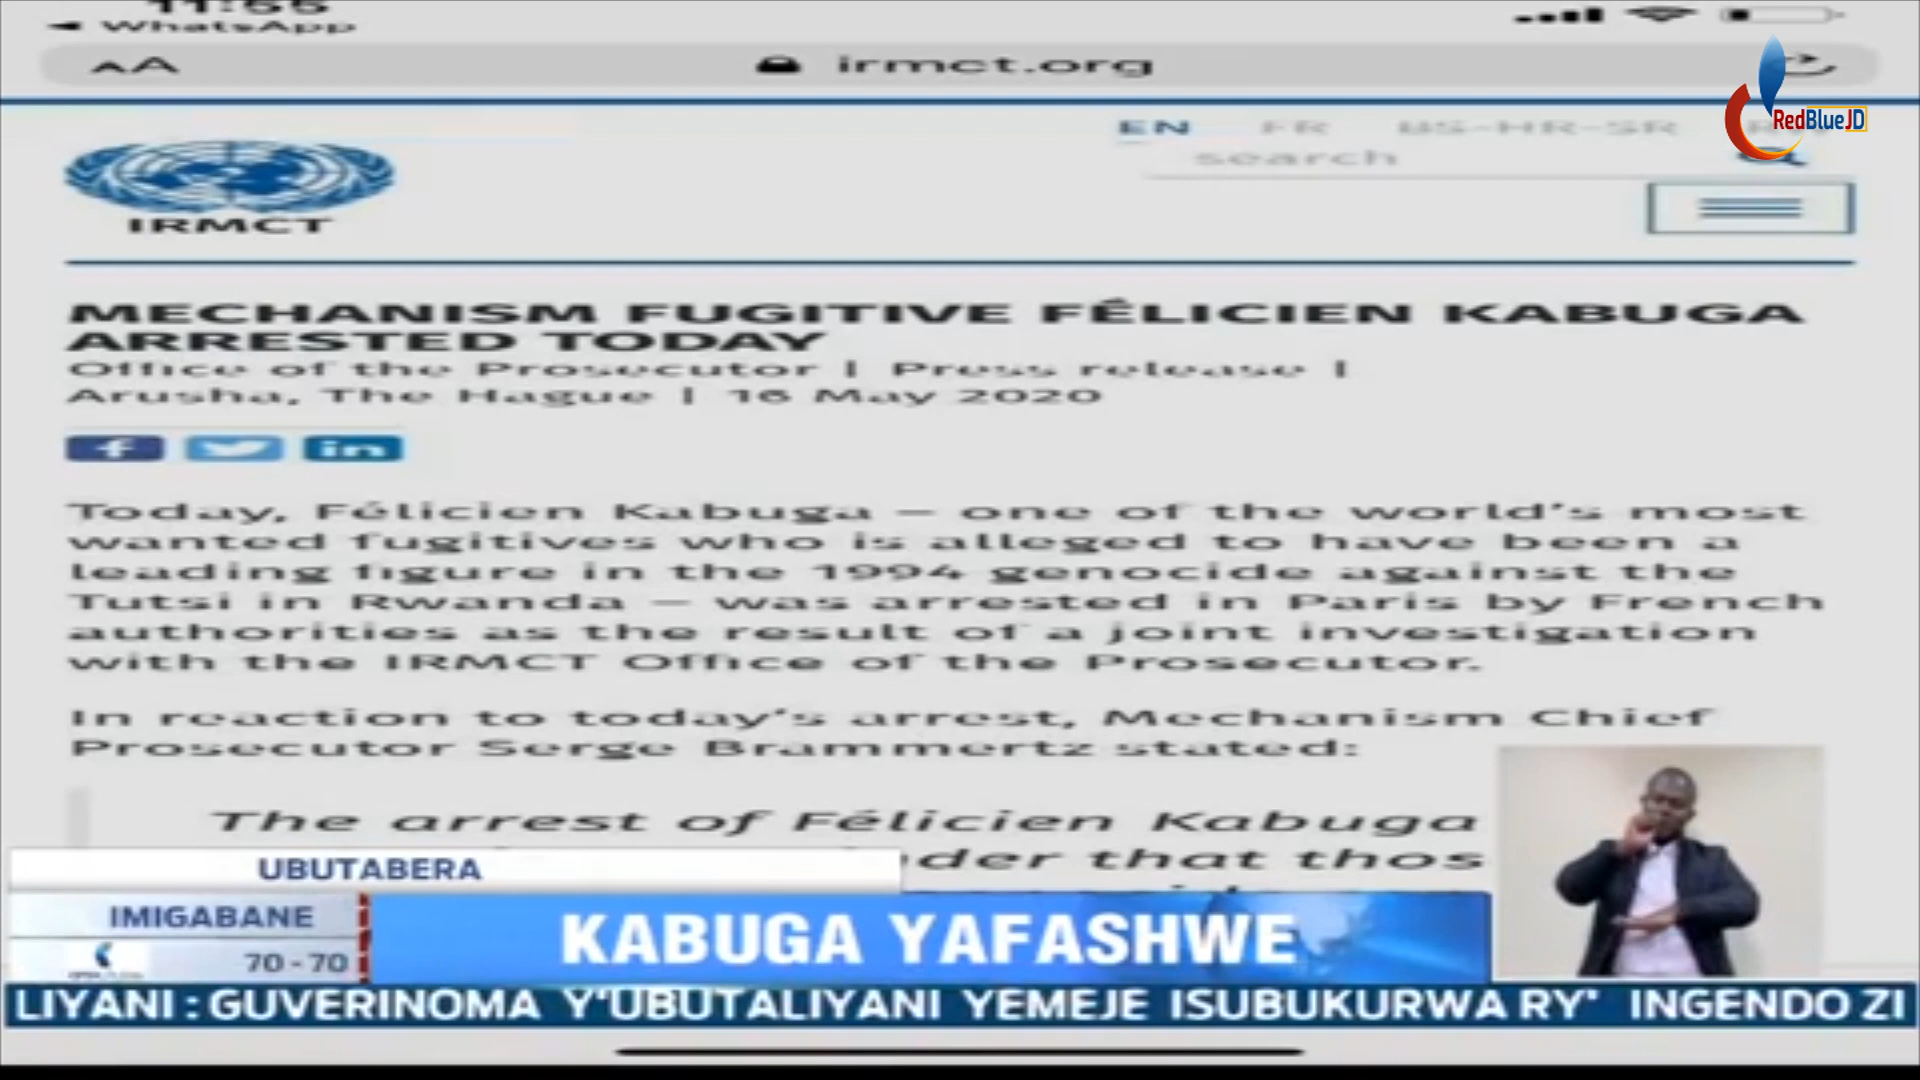 11:55
WhatsApp
AA
irmct.org
RedBlueJD
EN FR BS-HR-SR
search
IRMCT
MECHANISM FUGITIVE FÉLICIEN KABUGA
ARRESTED TODAY
Office of the Prosecutor | Press release |
Arusha, The Hague | 16 May 2020
f in
Today, Félicien Kabuga – one of the world's most
wanted fugitives who is alleged to have been a
leading figure in the 1994 genocide against the
Tutsi in Rwanda – was arrested in Paris by French
authorities as the result of a joint investigation
with the IRMCT Office of the Prosecutor.
In reaction to today's arrest, Mechanism Chief
Prosecutor Serge Brammertz stated:
The arrest of Félicien Kabuga
that thos
UBUTABERA
IMIGABANE
70 - 70
KABUGA YAFASHWE
LIYANI : GUVERINOMA Y'UBUTALIYANI YEMEJE ISUBUKURWA RY' INGENDO ZI